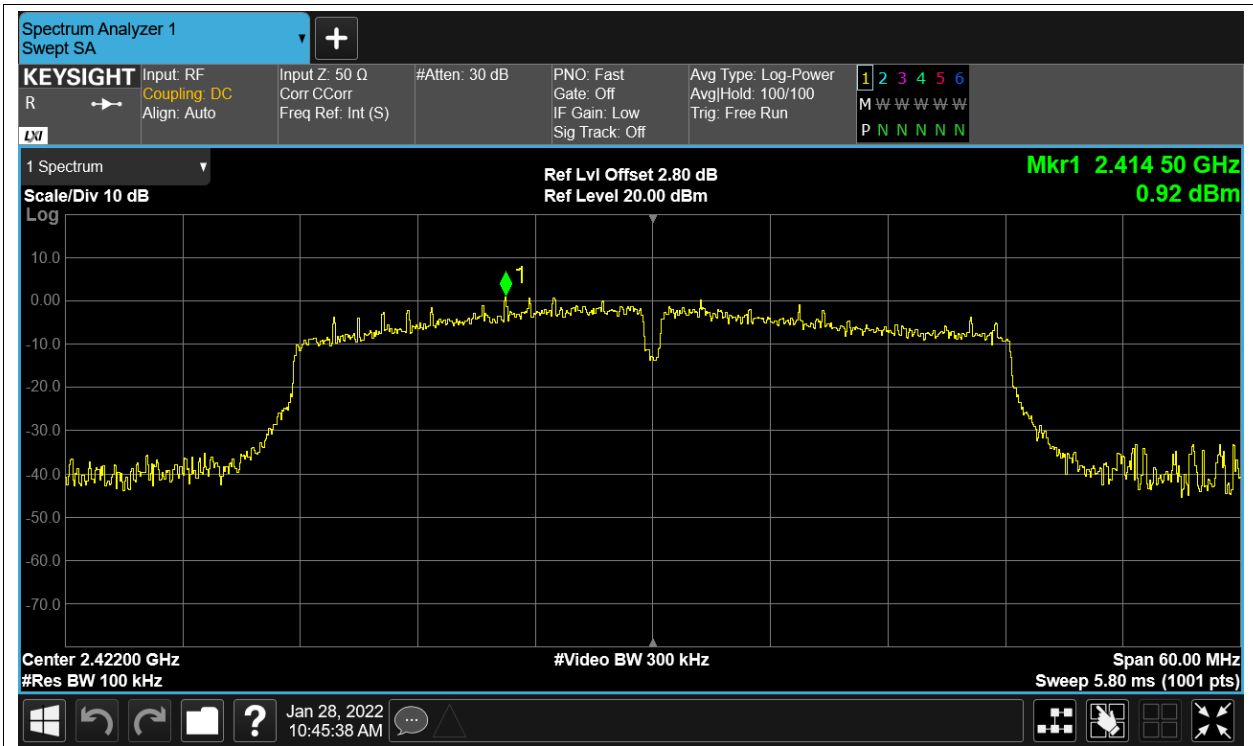 Spectrum Analyzer 1
Swept SA
KEYSIGHT
R
LXI
Input: RF
Coupling: DC
Align: Auto
Input Z: 50 Ω
Corr CCorr
Freq Ref: Int (S)
#Atten: 30 dB
PNO: Fast
Gate: Off
IF Gain: Low
Sig Track: Off
Avg Type: Log-Power
Avg|Hold: 100/100
Trig: Free Run
1 2 3 4 5 6
M W W W W W
P N N N N N
1 Spectrum
Scale/Div 10 dB
Log
Ref Lvl Offset 2.80 dB
Ref Level 20.00 dBm
Mkr1 2.414 50 GHz
0.92 dBm
1
10.0
0.00
-10.0
-20.0
-30.0
-40.0
-50.0
-60.0
-70.0
Center 2.42200 GHz
#Res BW 100 kHz
#Video BW 300 kHz
Span 60.00 MHz
Sweep 5.80 ms (1001 pts)
?
Jan 28, 2022
10:45:38 AM